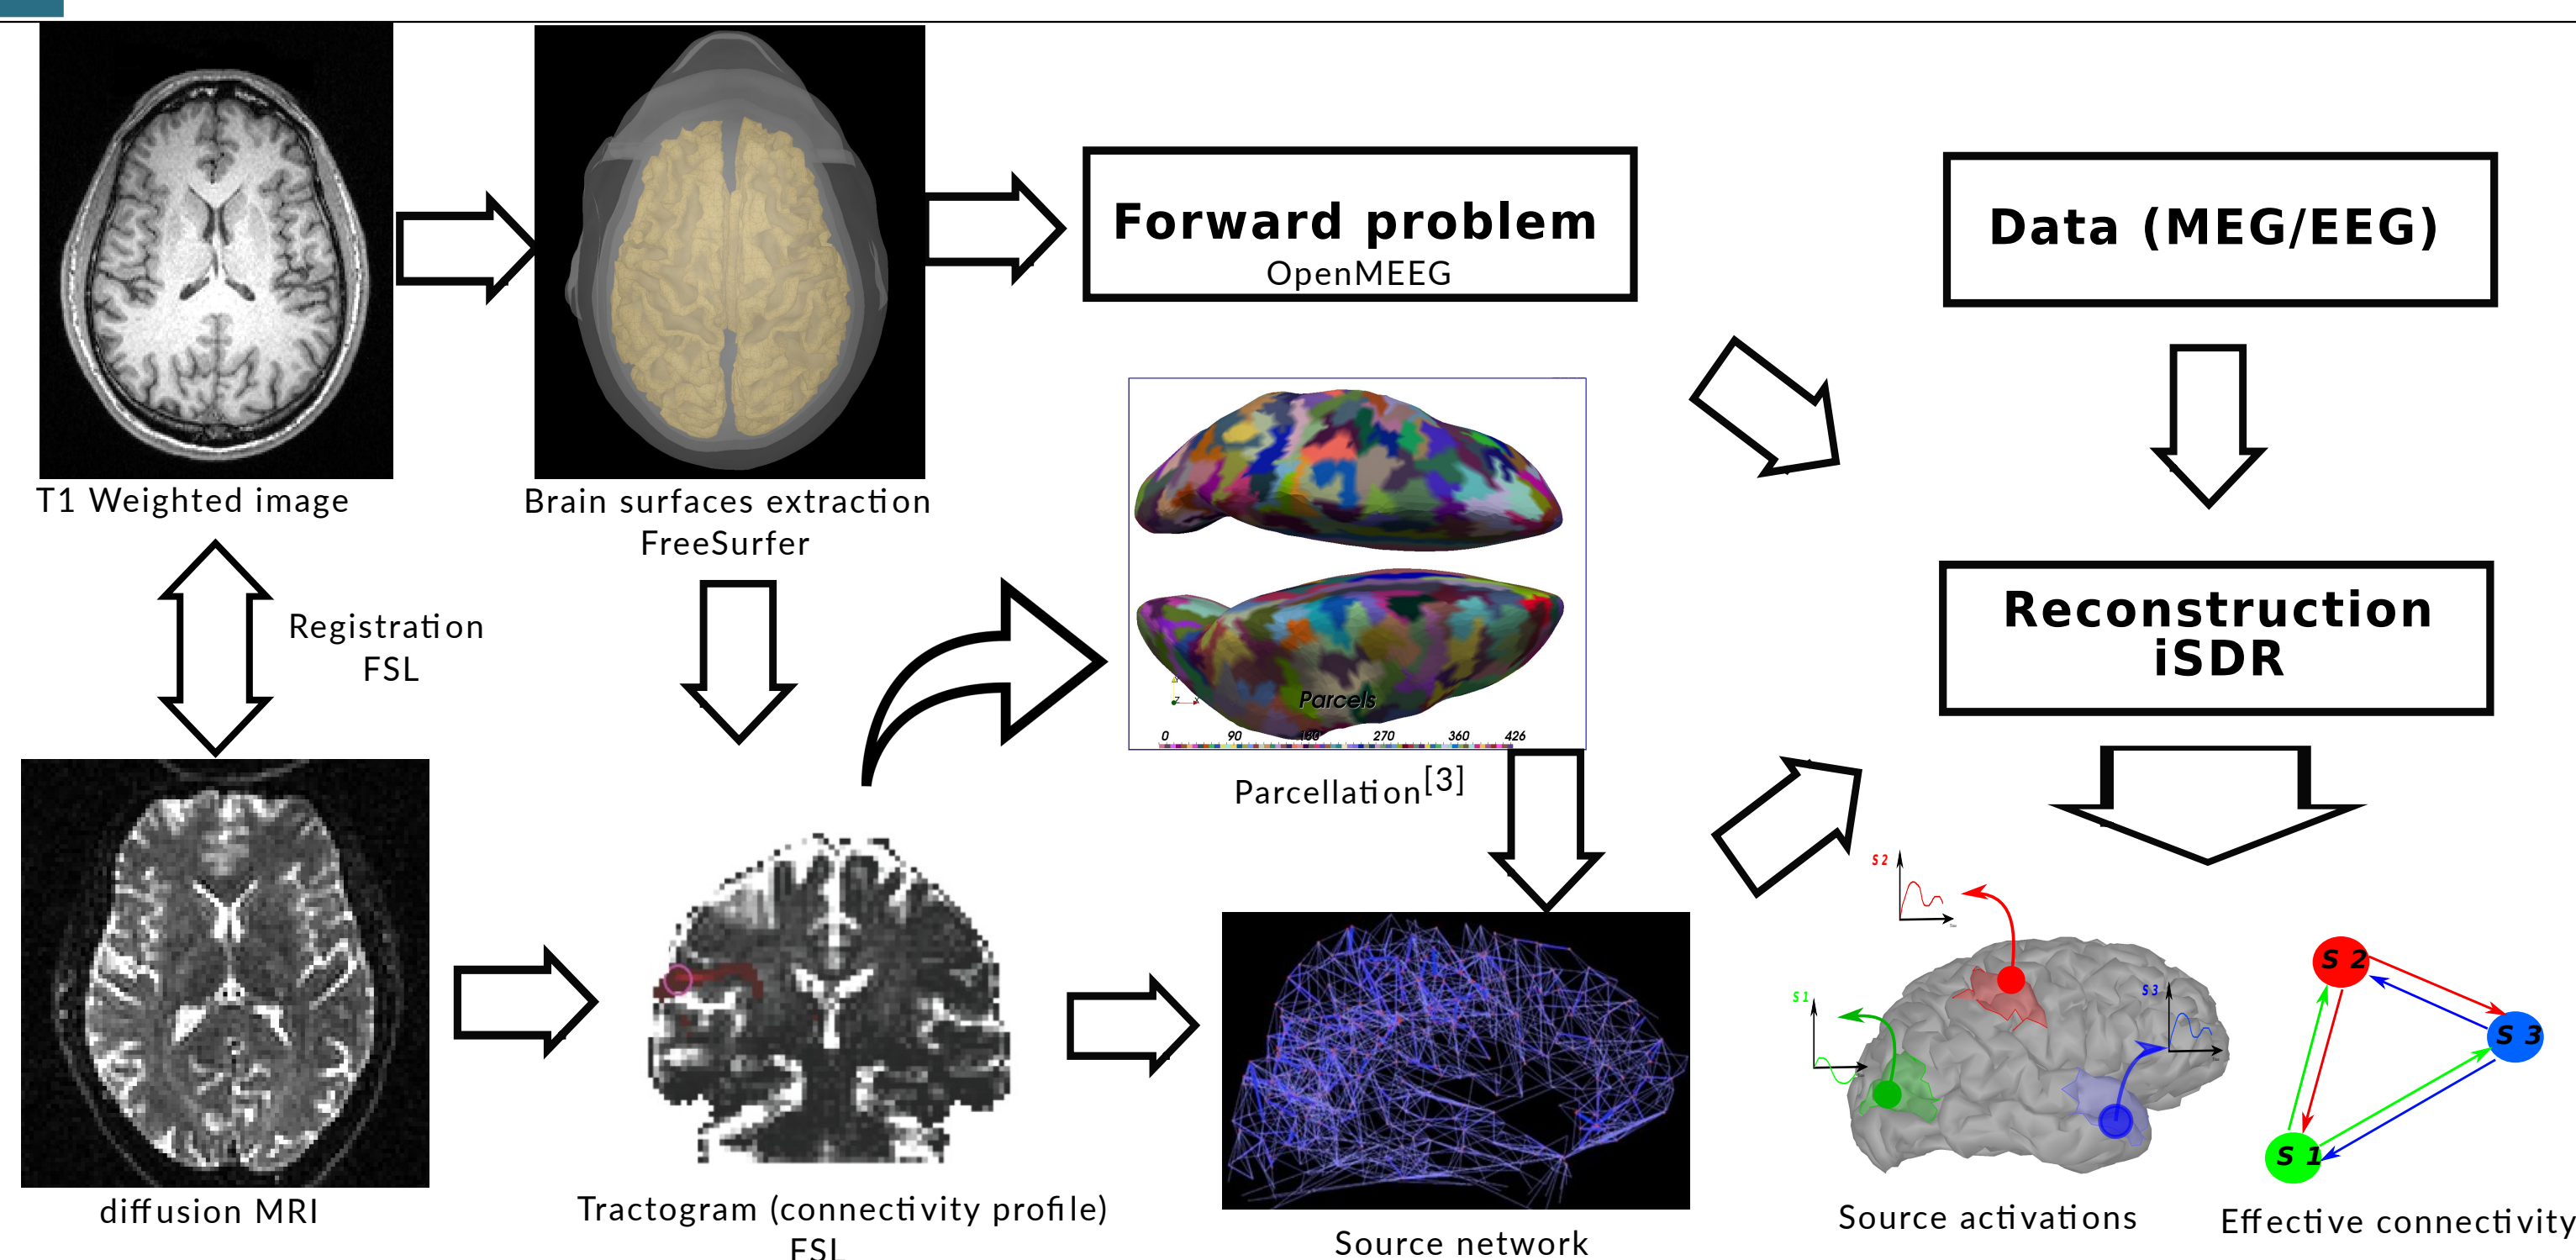 Forward problem
OpenMEEG
Data (MEG/EEG)
T1 Weighted image
Brain surfaces extraction
FreeSurfer
Registration
FSL
Reconstruction
iSDR
Parcels
0 90 180 270 360 426
Parcellation[3]
S 2
S 1
S 3
S 2
S 3
S 1
diffusion MRI
Tractogram (connectivity profile)
FSL
Source network
Source activations
Effective connectivity